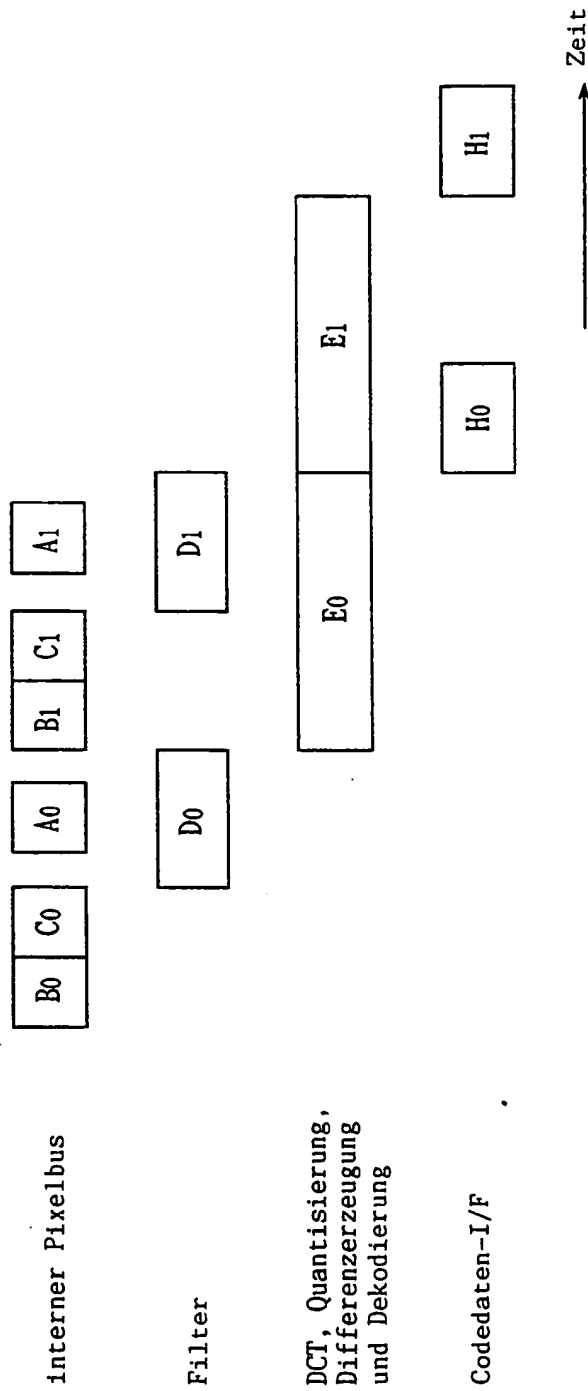 interner Pixelbus
B0
C0
A0
B1
C1
A1
Filter
D0
D1
DCT, Quantisierung,
Differenzerzeugung
und Dekodierung
E0
E1
Codedaten-I/F
H0
H1
Zeit